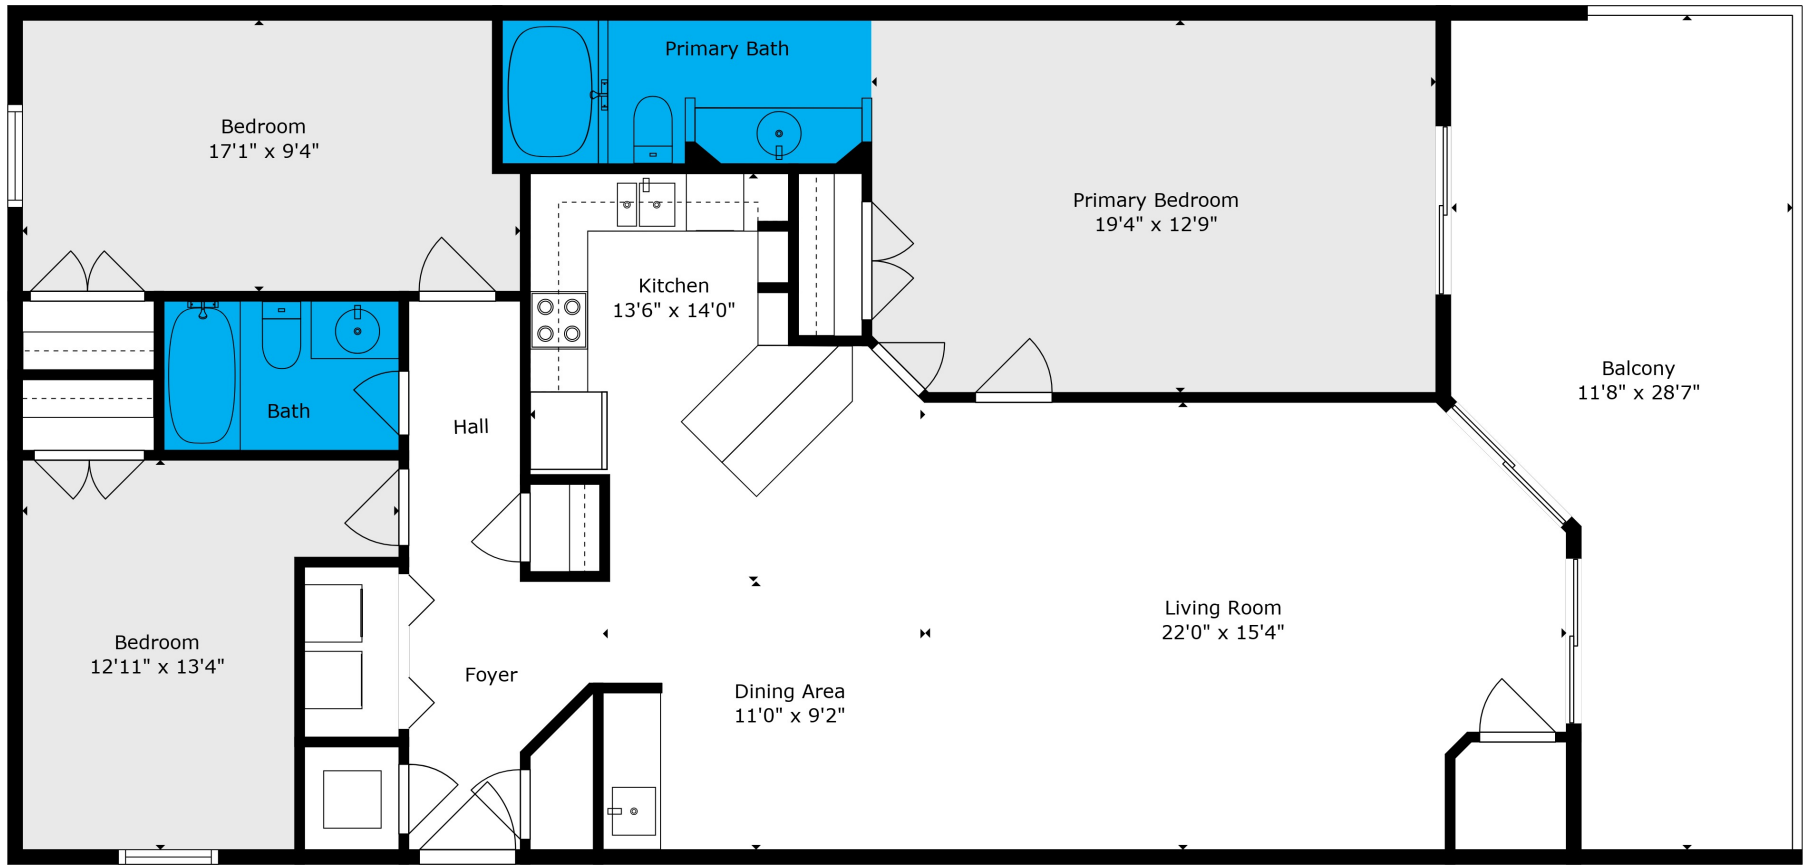 Primary Bath
Bedroom
17'1" x 9'4"
Primary Bedroom
19'4" x 12'9"
Kitchen
13'6" x 14'0"
Balcony
11'8" x 28'7"
Bath
Hall
Living Room
22'0" x 15'4"
Bedroom
12'11" x 13'4"
Foyer
Dining Area
11'0" x 9'2"